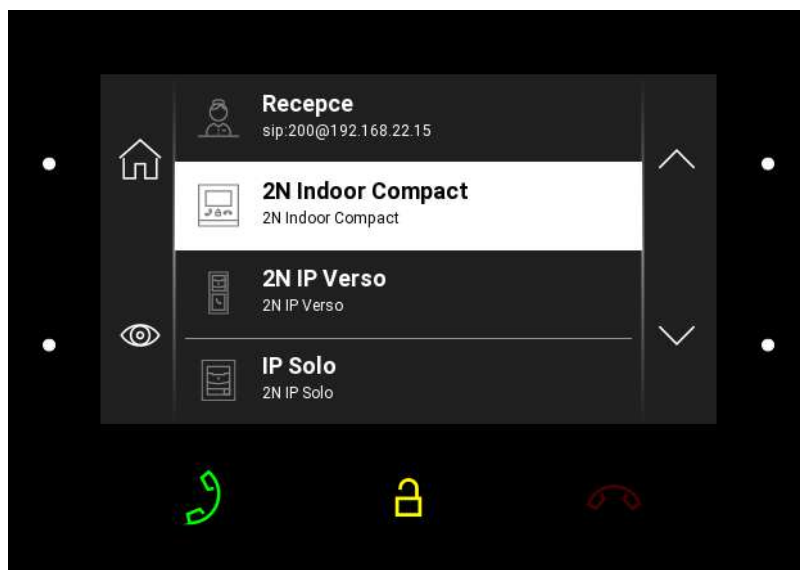 Recepce
sip:200@192.168.22.15
2N Indoor Compact
2N Indoor Compact
2N IP Verso
2N IP Verso
IP Solo
2N IP Solo